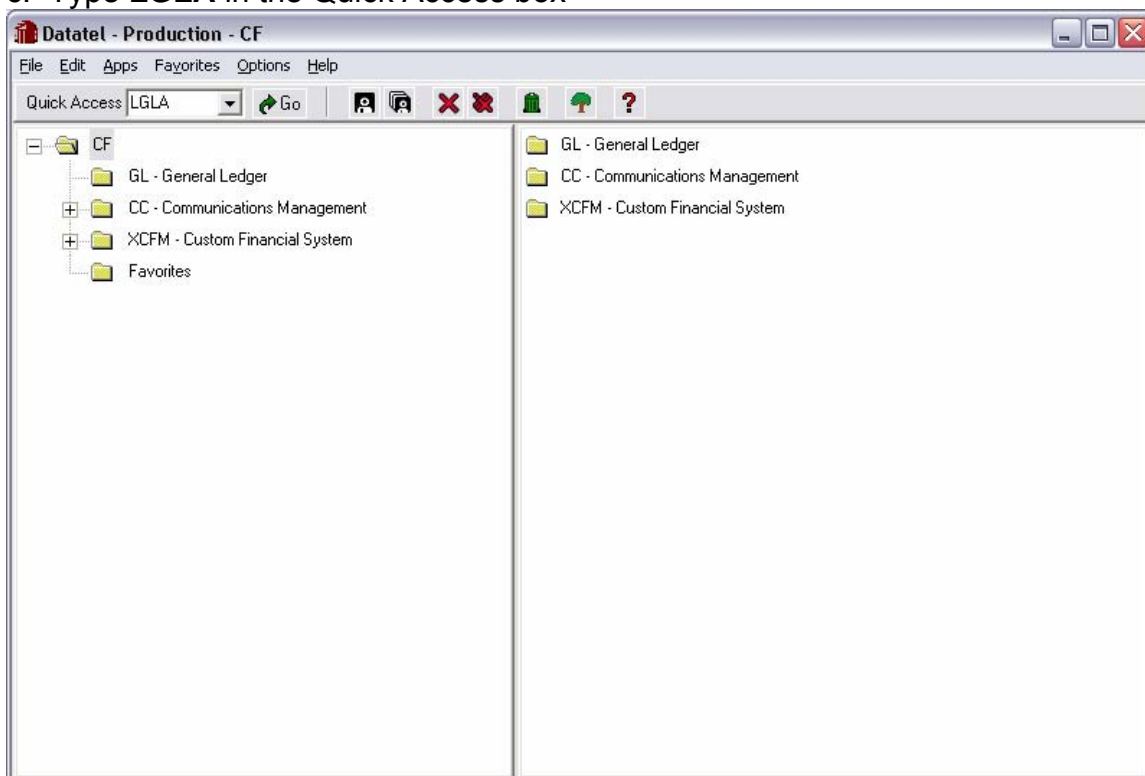 Type LGLA in the Quick Access box
Datatel - Production - CF
File Edit Apps Favorites Options Help
Quick Access LGLA Go ?
CF
GL - General Ledger
CC - Communications Management
XCFM - Custom Financial System
Favorites
GL - General Ledger
CC - Communications Management
XCFM - Custom Financial System